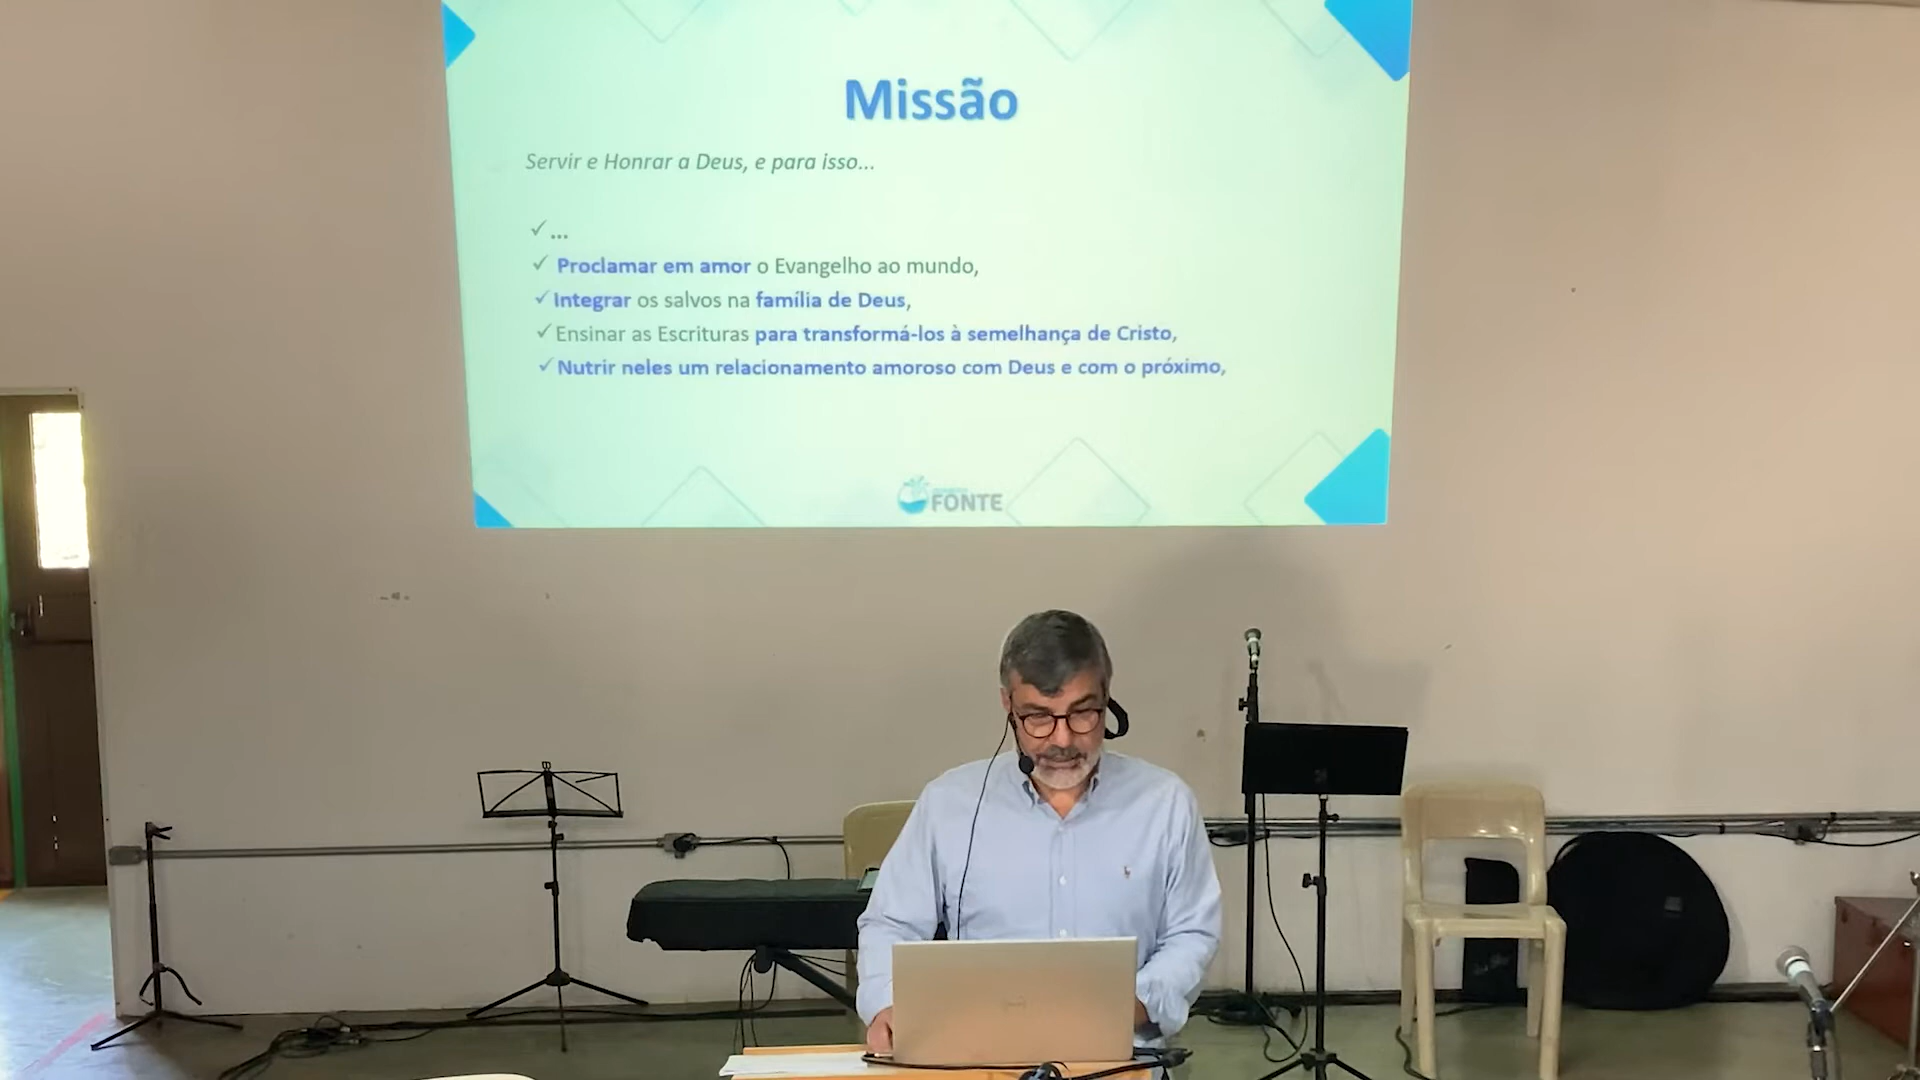 Missão
Servir e Honrar a Deus, e para isso...
✓...
✓ Proclamar em amor o Evangelho ao mundo,
✓Integrar os salvos na família de Deus,
✓Ensinar as Escrituras para transformá-los à semelhança de Cristo,
✓Nutrir neles um relacionamento amoroso com Deus e com o próximo,
FONTE